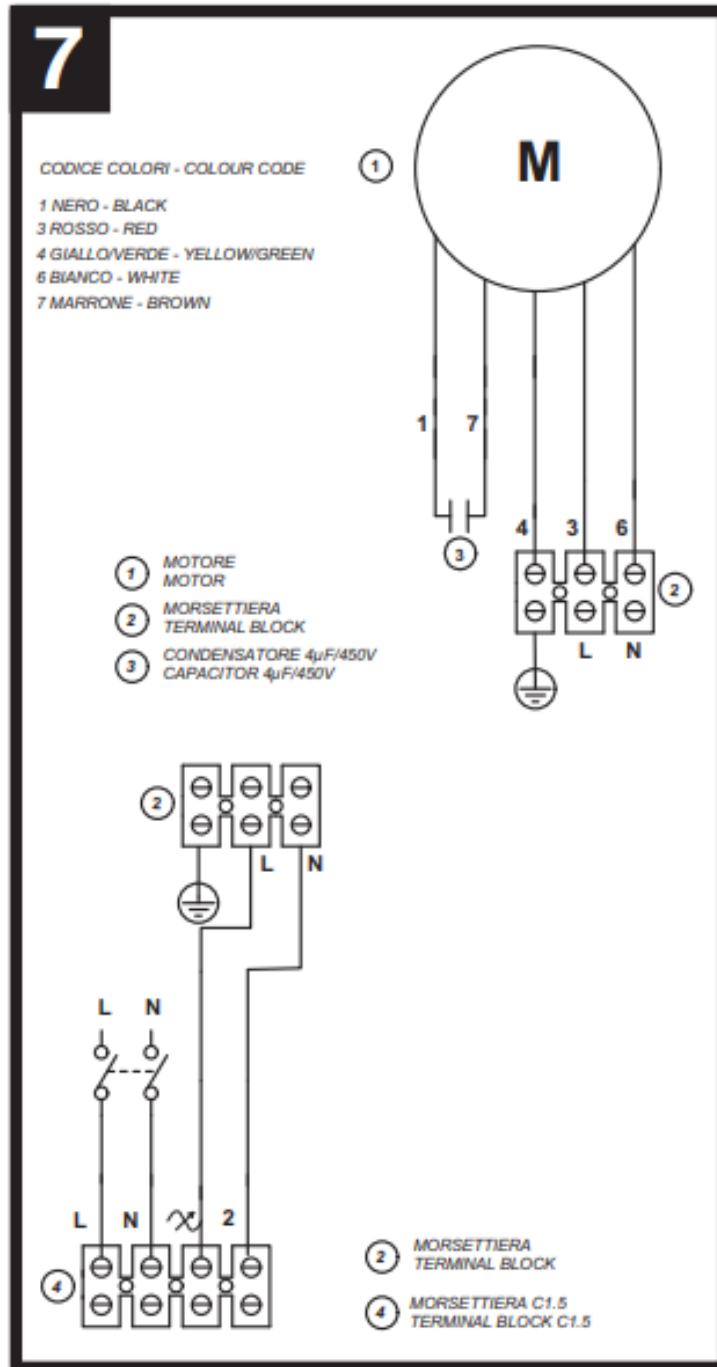 7
M
1
CODICE COLORI - COLOUR CODE
1 NERO - BLACK
3 ROSSO - RED
4 GIALLO/VERDE - YELLOW/GREEN
6 BIANCO - WHITE
7 MARRONE - BROWN
1 7
4 3 6
3
2
L N
1 MOTORE
MOTOR
2 MORSETTIERA
TERMINAL BLOCK
3 CONDENSATORE 4µF/450V
CAPACITOR 4µF/450V
2
L N
L N
L N 2
4
2 MORSETTIERA
TERMINAL BLOCK
4 MORSETTIERA C1.5
TERMINAL BLOCK C1.5